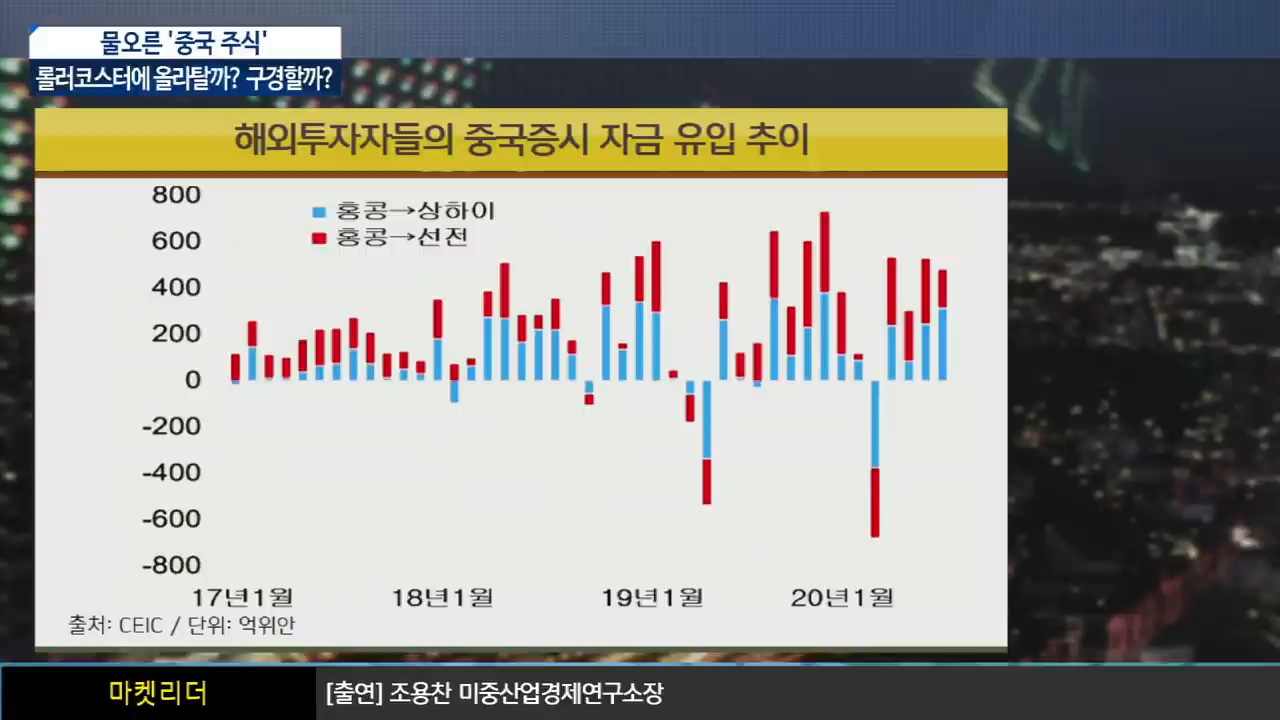 물오른 '중국 주식'
롤러코스터에 올라탈까? 구경할까?
해외투자자들의 중국증시 자금 유입 추이
800
600
400
200
0
-200
-400
-600
-800
홍콩→상하이
홍콩→선전
17년1월 18년1월 19년1월 20년1월
출처: CEIC / 단위: 억위안
마켓리더 [출연] 조용찬 미중산업경제연구소장